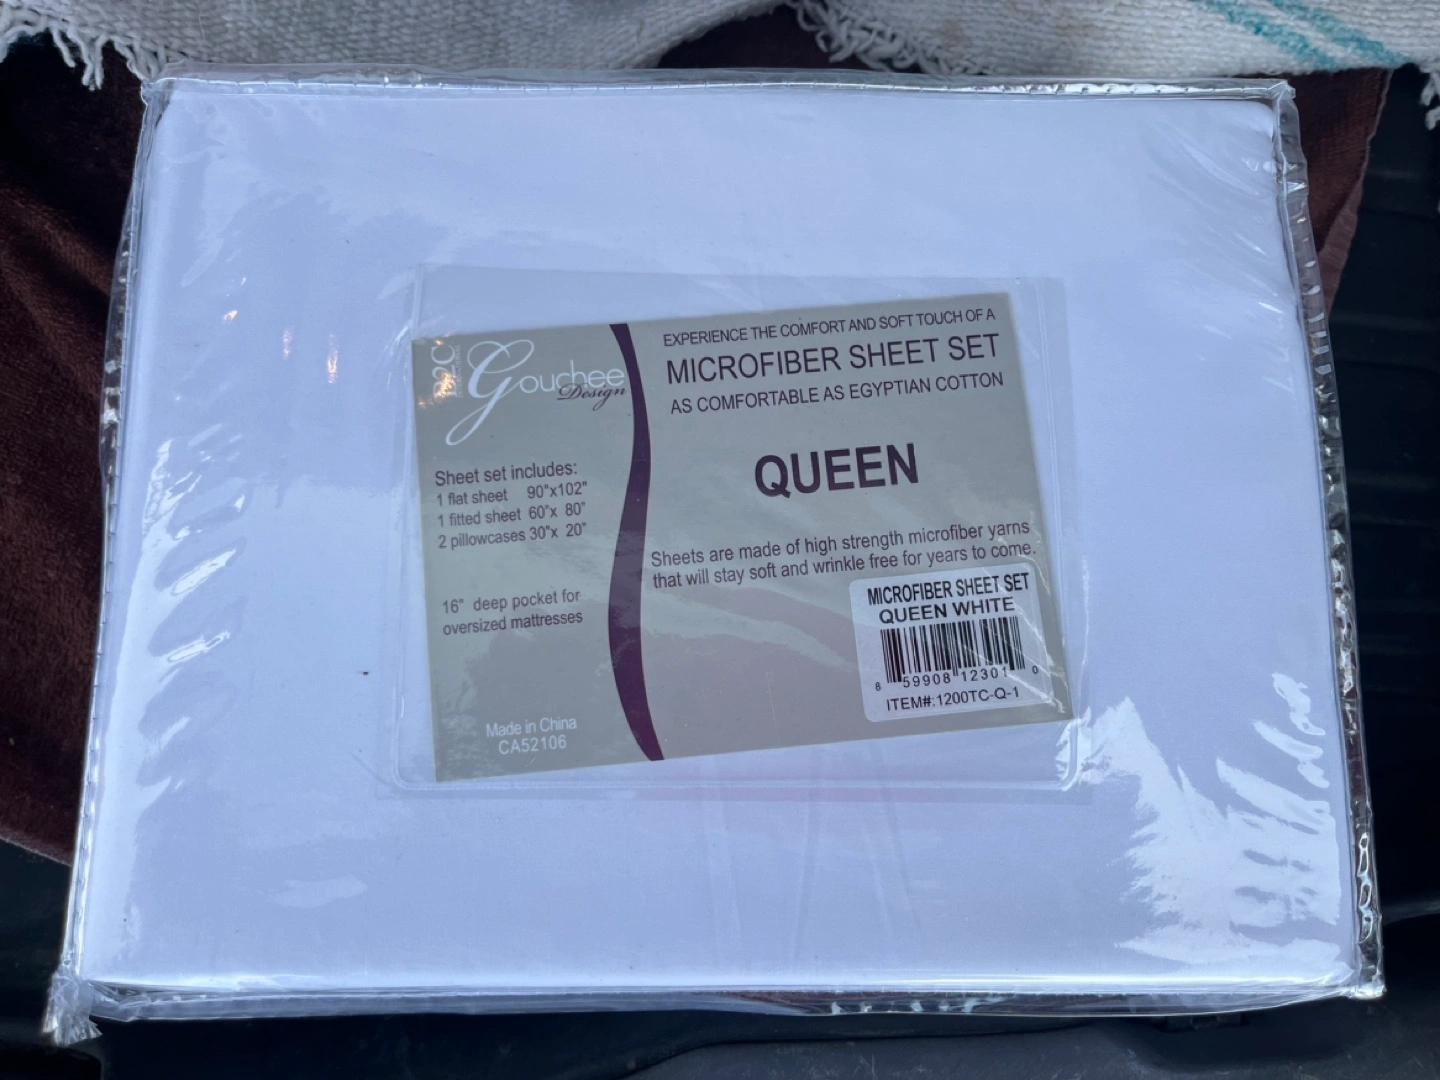 Gouchee
Design
Sheet set includes:
1 flat sheet 90"x102"
1 fitted sheet 60"x 80"
2 pillowcases 30"x 20"
16" deep pocket for
oversized mattresses
Made in China
CA52106
EXPERIENCE THE COMFORT AND SOFT TOUCH OF A
MICROFIBER SHEET SET
AS COMFORTABLE AS EGYPTIAN COTTON
QUEEN
Sheets are made of high strength microfiber yarns
that will stay soft and wrinkle free for years to come.
MICROFIBER SHEET SET
QUEEN WHITE
8 59908 12301 0
ITEM#:1200TC-Q-1